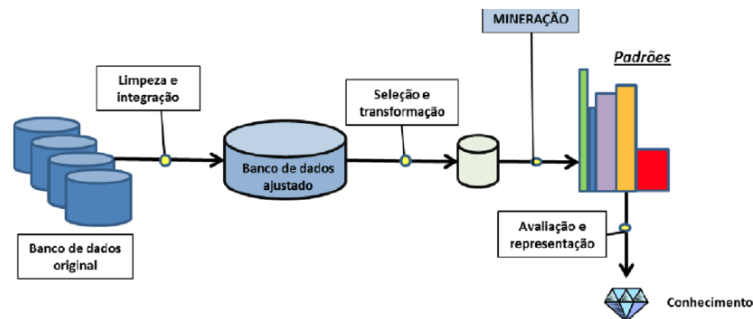 MINERAÇÃO
Padrões
Limpeza e
integração
Seleção e
transformação
Banco de dados
ajustado
Banco de dados
original
Avaliação e
representação
Conhecimento